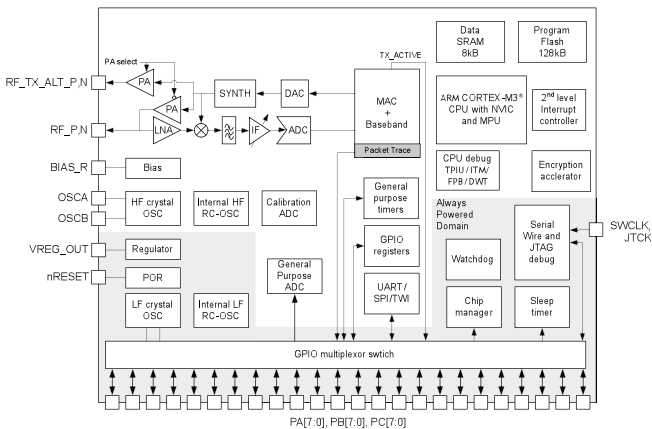 Data
SRAM
8kB
Program
Flash
128kB
PA select
TX_ACTIVE
RF_TX_ALT_P,N
PA
SYNTH
DAC
MAC
+
Baseband
ARM CORTEX-M3®
CPU with NVIC
and MPU
2nd level
Interrupt
controller
PA
RF_P,N
LNA
IF
ADC
Packet Trace
CPU debug
TPIU/ITM/
FPB/DWT
Encryption
acclerator
BIAS_R
Bias
OSCA
OSCB
HF crystal
OSC
Internal HF
RC-OSC
Calibration
ADC
General
purpose
timers
Always
Powered
Domain
Serial
Wire and
JTAG
debug
SWCLK,
JTCK
VREG_OUT
Regulator
GPIO
registers
Watchdog
nRESET
POR
General
Purpose
ADC
UART/
SPI/TWI
LF crystal
OSC
Internal LF
RC-OSC
Chip
manager
Sleep
timer
GPIO multiplexor swtich
PA[7:0], PB[7:0], PC[7:0]